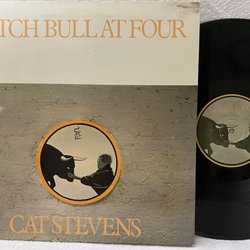 TCH BULL AT FOUR
CAT STEVENS